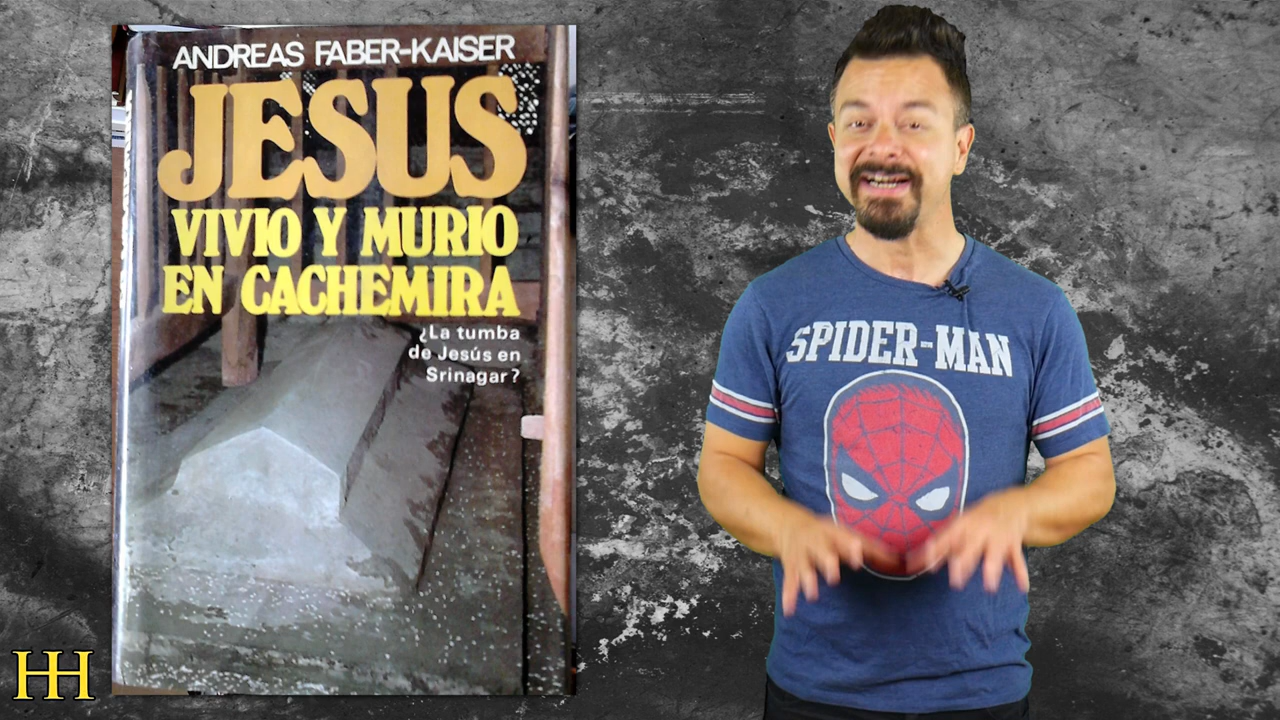 ANDREAS FABER-KAISER
JESUS
VIVIO Y MURIO
EN CACHEMIRA
¿La tumba
de Jesús en
Srinagar?
SPIDER-MAN
HH